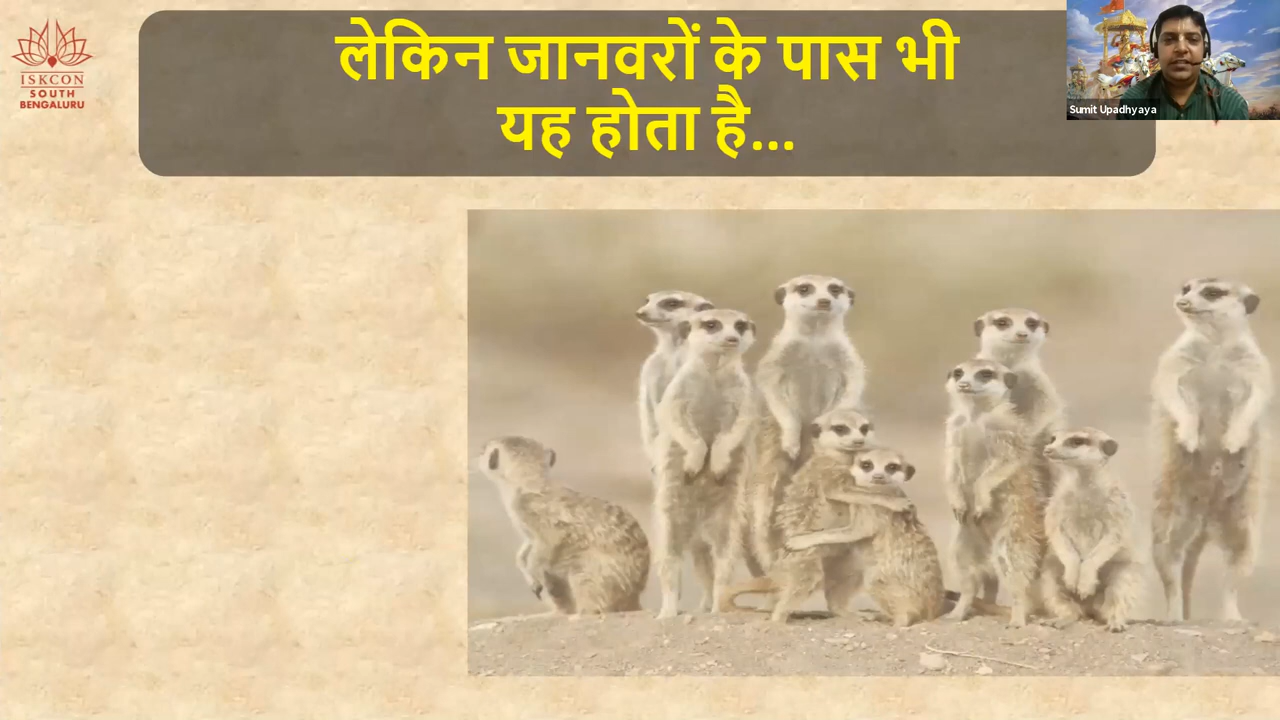 ISKCON
SOUTH
BENGALURU
लेकिन जानवरों के पास भी
यह होता है...
Sumit Upadhyaya